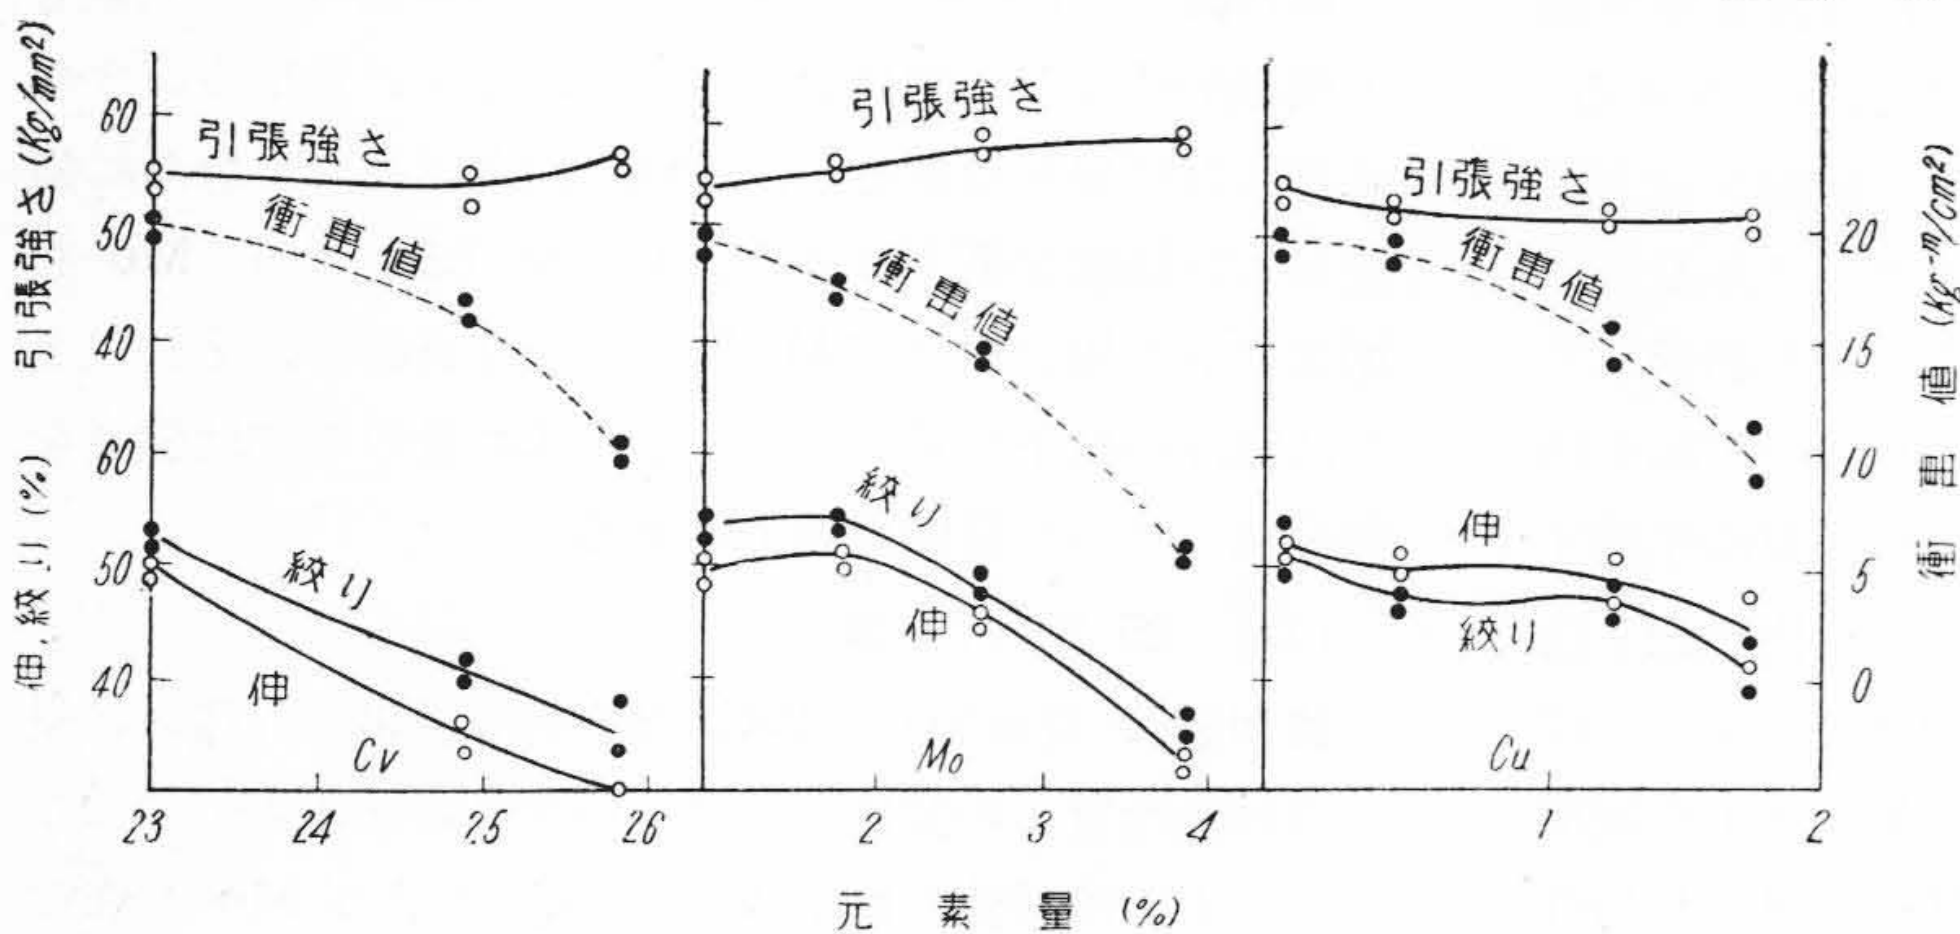 引張強さ (Kg/mm²)
伸, 絞り (%)
60
50
40
60
50
40
引張強さ
衝撃値
絞り
伸
Cr
23
24
25
26
引張強さ
衝撃値
絞り
伸
Mo
2
3
4
引張強さ
衝撃値
伸
絞り
Cu
1
2
20
15
10
5
0
衝撃値 (Kg-m/cm²)
元素量 (%)